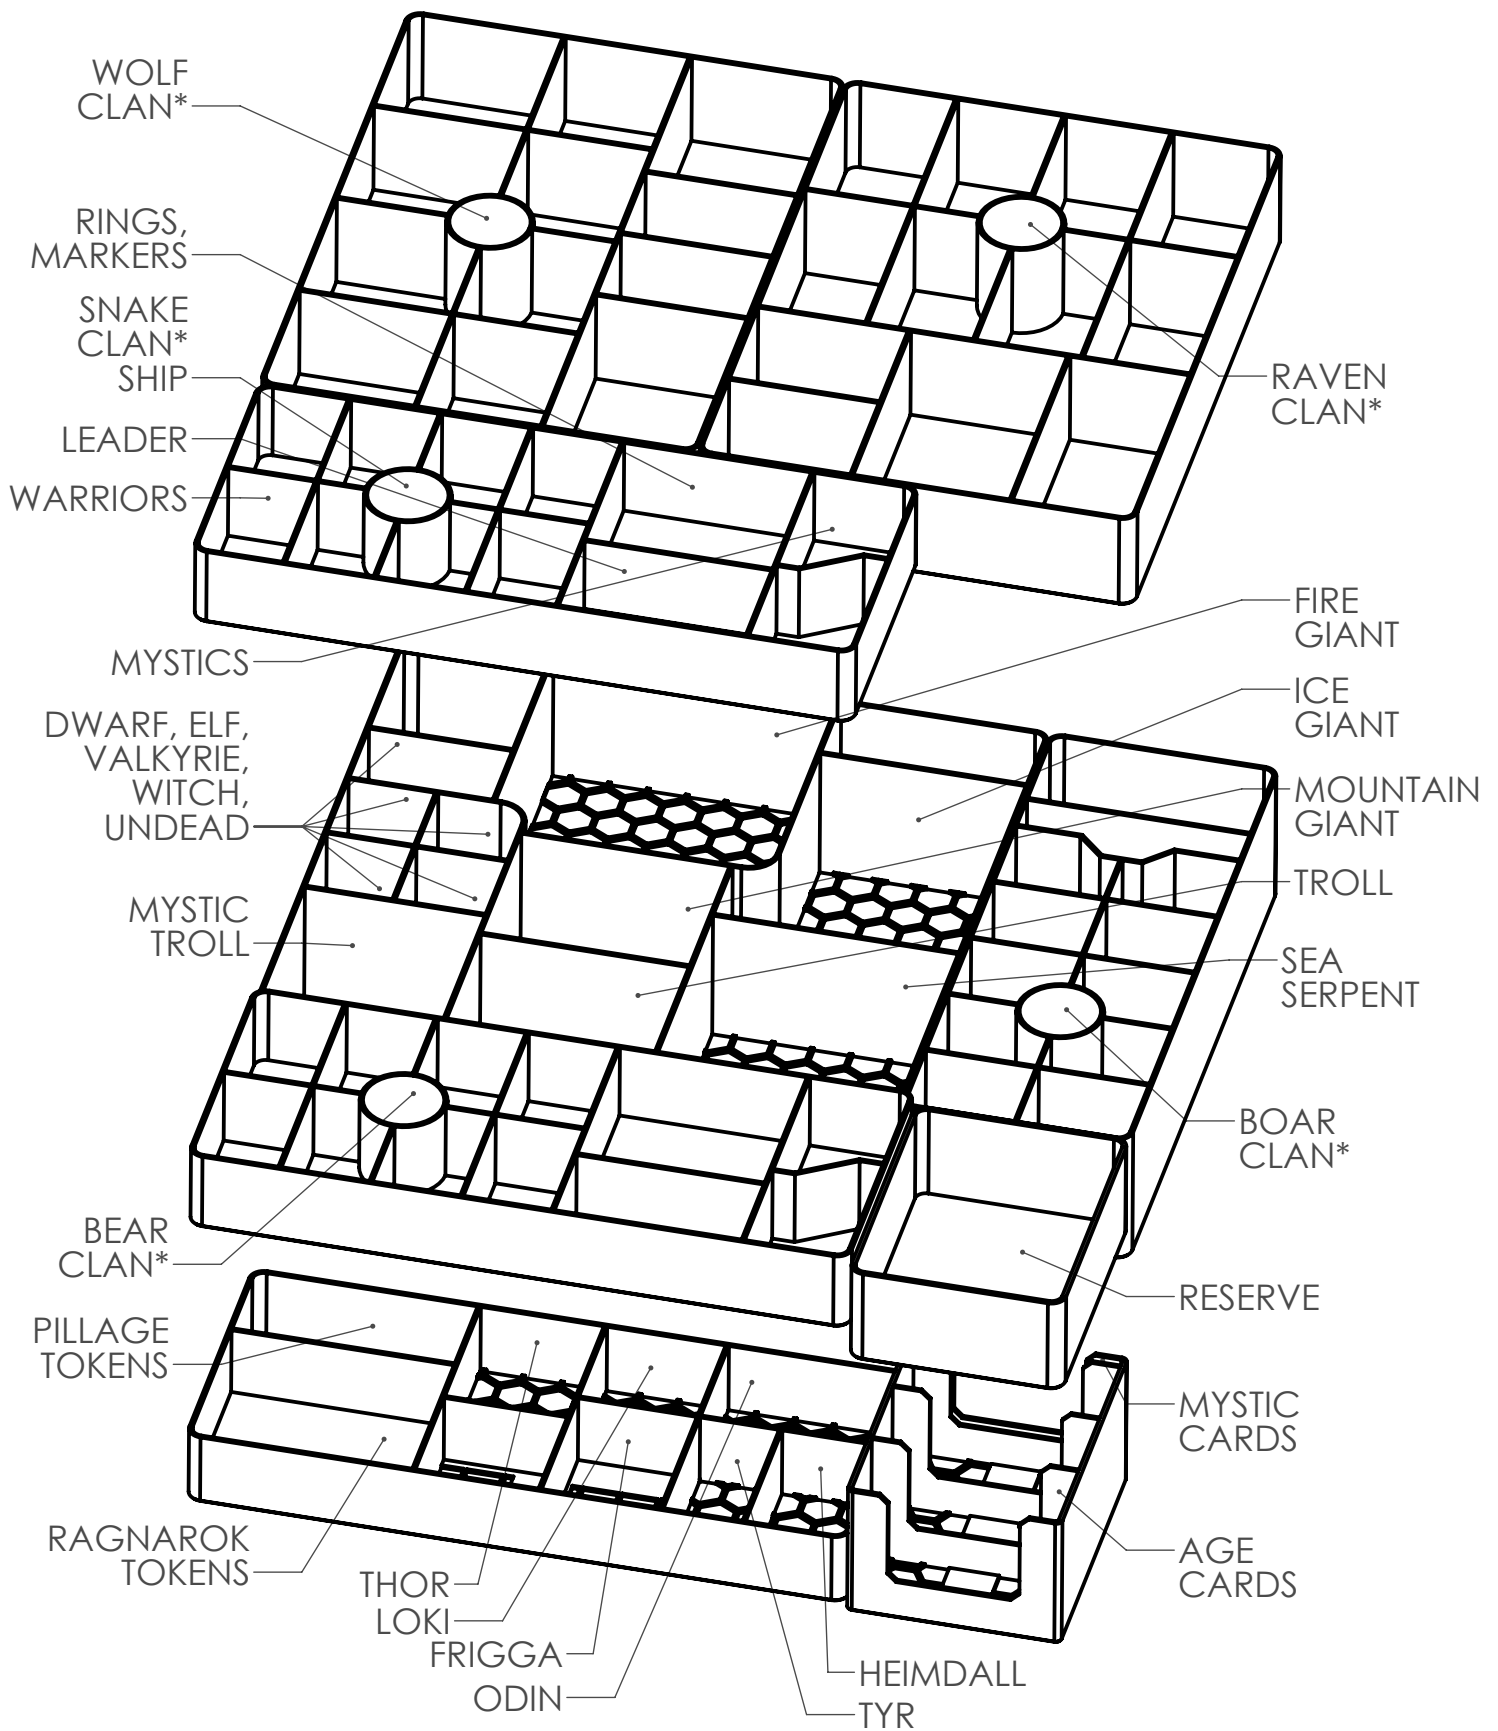 WOLF
CLAN*
RINGS,
MARKERS
SNAKE
CLAN*
SHIP
LEADER
WARRIORS
MYSTICS
RAVEN
CLAN*
FIRE
GIANT
ICE
GIANT
MOUNTAIN
GIANT
TROLL
SEA
SERPENT
DWARF, ELF,
VALKYRIE,
WITCH,
UNDEAD
MYSTIC
TROLL
BOAR
CLAN*
BEAR
CLAN*
RESERVE
PILLAGE
TOKENS
MYSTIC
CARDS
RAGNAROK
TOKENS
AGE
CARDS
THOR
LOKI
FRIGGA
ODIN
HEIMDALL
TYR